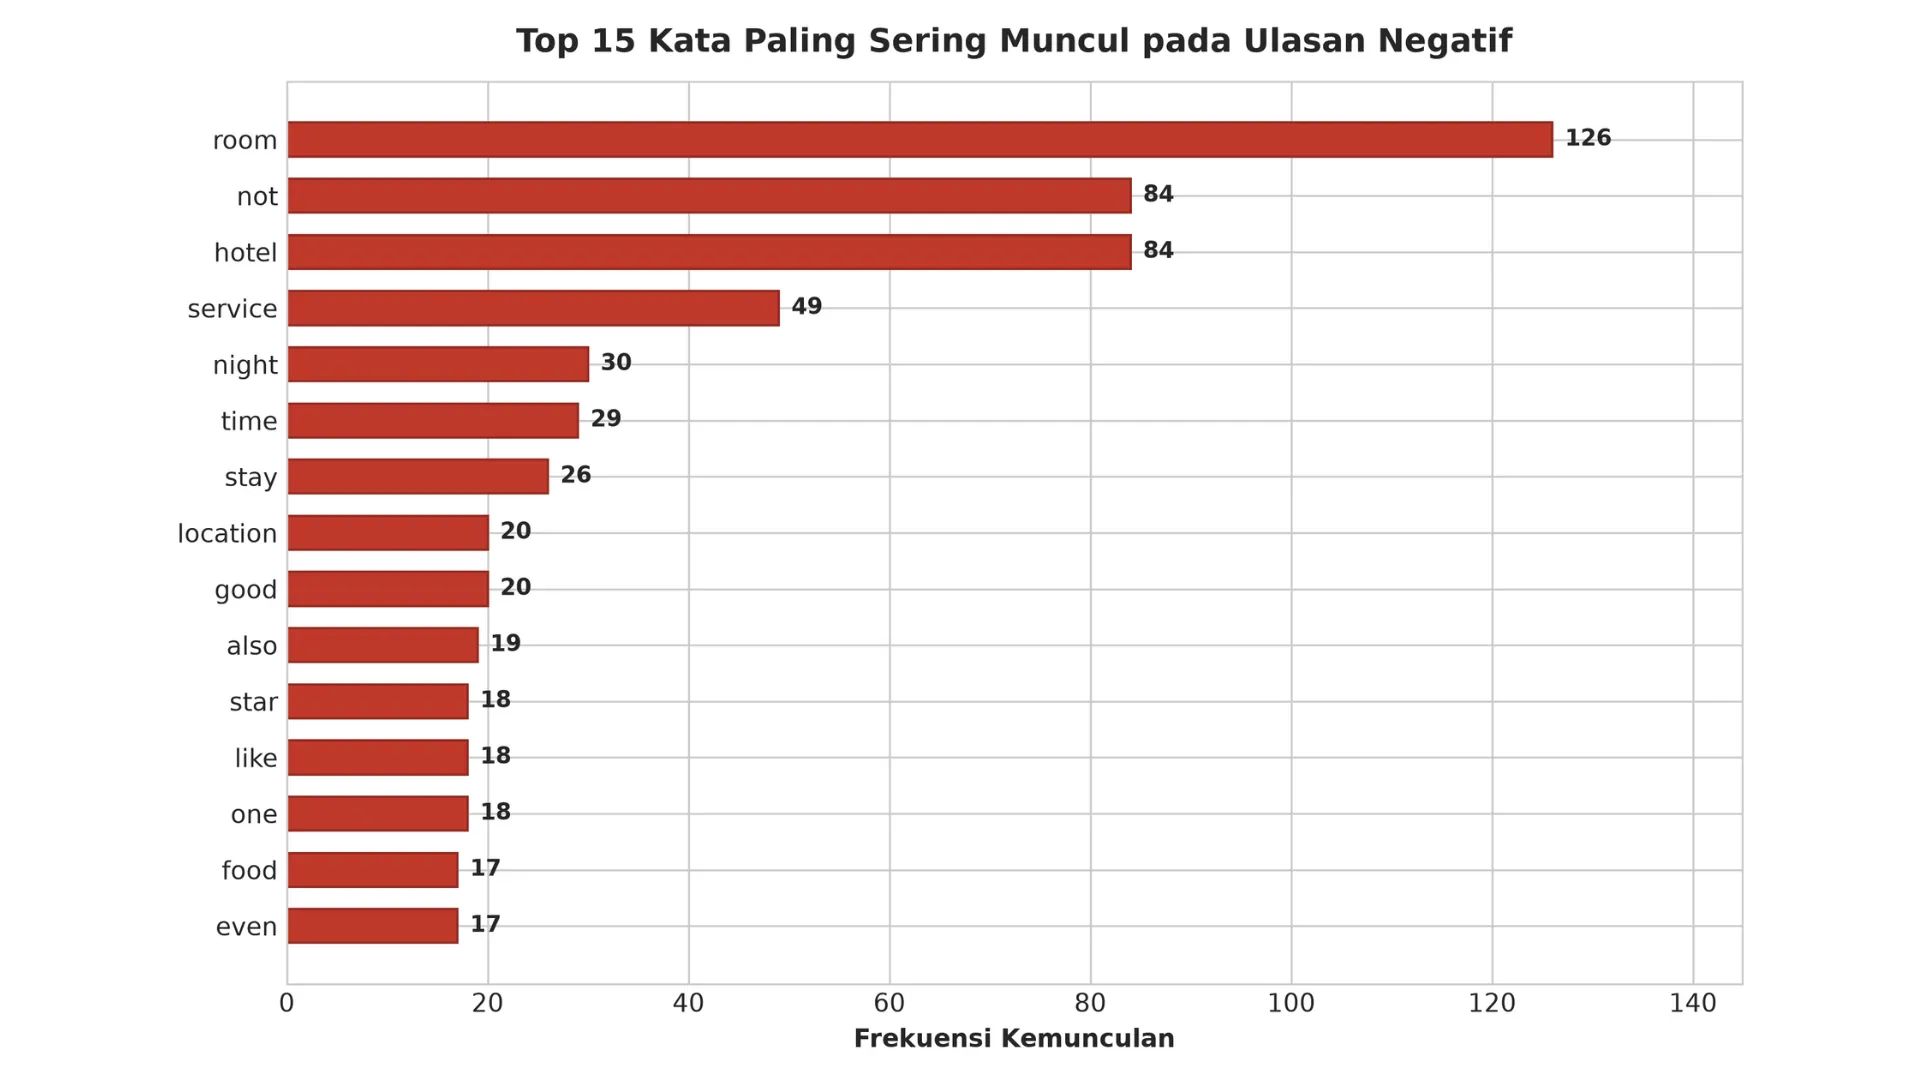 Top 15 Kata Paling Sering Muncul pada Ulasan Negatif
room 126
not 84
hotel 84
service 49
night 30
time 29
stay 26
location 20
good 20
also 19
star 18
like 18
one 18
food 17
even 17
0 20 40 60 80 100 120 140
Frekuensi Kemunculan